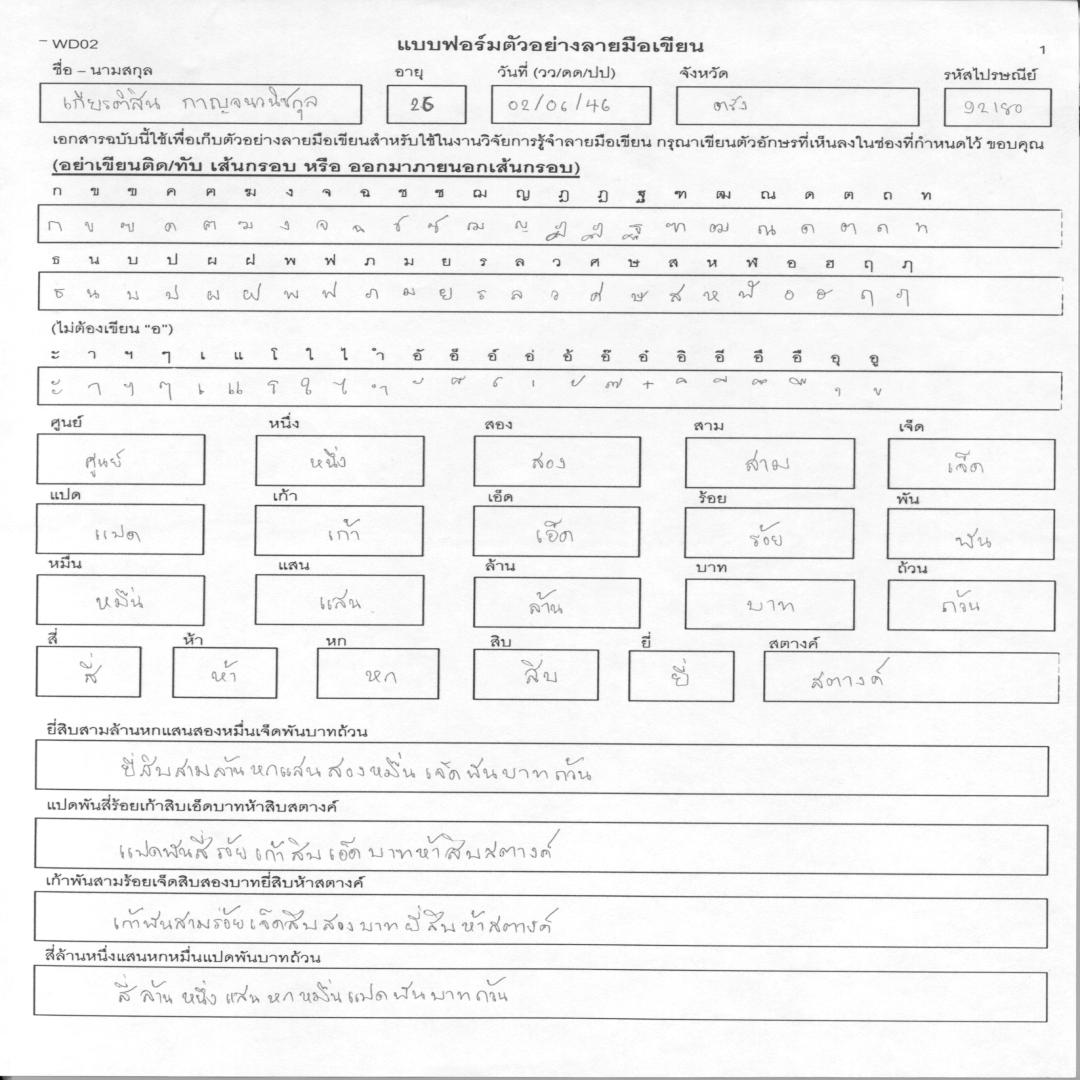 WD02
แบบฟอร์มตัวอย่างลายมือเขียน
1
ชื่อ – นามสกุล อายุ วันที่ (วว/ดด/ปป) จังหวัด รหัสไปรษณีย์
เกียรติสิน กาญจนวนิชกุล 26 02/06/46 ตรัง 92180
เอกสารฉบับนี้ใช้เพื่อเก็บตัวอย่างลายมือเขียนสำหรับใช้ในงานวิจัยการรู้จำลายมือเขียน กรุณาเขียนตัวอักษรที่เห็นลงในช่องที่กำหนดไว้ ขอบคุณ
(อย่าเขียนติด/ทับ เส้นกรอบ หรือ ออกมาภายนอกเส้นกรอบ)
ก ข ฃ ค ฅ ฆ ง จ ฉ ช ซ ฌ ญ ฎ ฏ ฐ ฑ ฒ ณ ด ต ถ ท
ก ข ฃ ค ฅ ฆ ง จ ฉ ช ซ ฌ ญ ฎ ฏ ฐ ฑ ฒ ณ ด ต ถ ท
ธ น บ ป ผ ฝ พ ฟ ภ ม ย ร ล ว ศ ษ ส ห ฬ อ ฮ ฤ ฦ
ธ น บ ป ผ ฝ พ ฟ ภ ม ย ร ล ว ศ ษ ส ห ฬ อ ฮ ฤ ฦ
(ไม่ต้องเขียน “อ”)
ะ า ฯ ๆ เ แ โ ใ ไ ำ อั อ็ อ์ อ่ อ้ อ๊ อ๋ อิ อี อึ อื อุ อู
ะ า ฯ ๆ เ แ โ ใ ไ ำ ั ็ ์ ่ ้ ๊ ๋ ิ ี ึ ื ุ ู
ศูนย์ หนึ่ง สอง สาม เจ็ด
ศูนย์ หนึ่ง สอง สาม เจ็ด
แปด เก้า เอ็ด ร้อย พัน
แปด เก้า เอ็ด ร้อย พัน
หมื่น แสน ล้าน บาท ถ้วน
หมื่น แสน ล้าน บาท ถ้วน
สี่ ห้า หก สิบ ยี่ สตางค์
สี่ ห้า หก สิบ ยี่ สตางค์
ยี่สิบสามล้านหกแสนสองหมื่นเจ็ดพันบาทถ้วน
ยี่สิบสามล้านหกแสนสองหมื่นเจ็ดพันบาทถ้วน
แปดพันสี่ร้อยเก้าสิบเอ็ดบาทห้าสิบสตางค์
แปดพันสี่ร้อยเก้าสิบเอ็ดบาทห้าสิบสตางค์
เก้าพันสามร้อยเจ็ดสิบสองบาทยี่สิบห้าสตางค์
เก้าพันสามร้อยเจ็ดสิบสองบาทยี่สิบห้าสตางค์
สี่ล้านหนึ่งแสนหกหมื่นแปดพันบาทถ้วน
สี่ล้านหนึ่งแสนหกหมื่นแปดพันบาทถ้วน